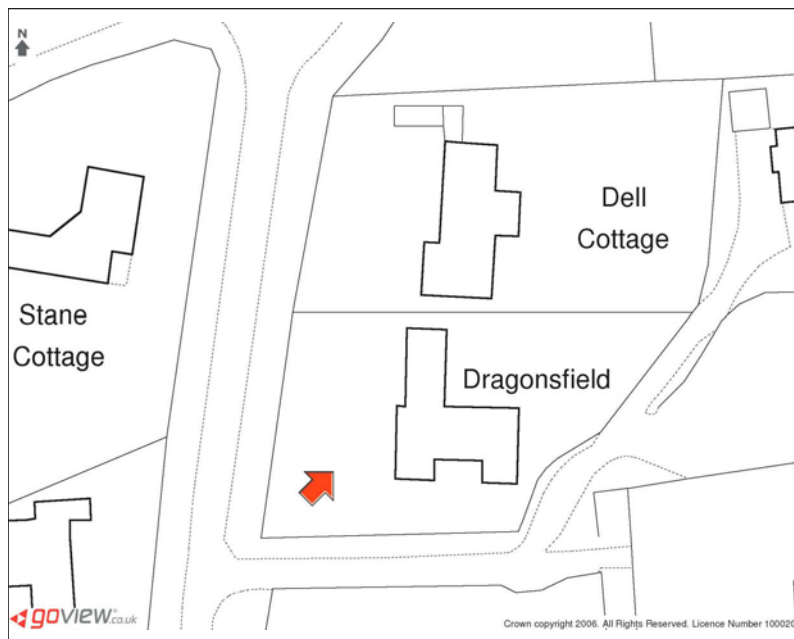 N
Dell
Cottage
Stane
Cottage
Dragonsfield
goview.co.uk
Crown copyright 2006. All Rights Reserved. Licence Number 100020